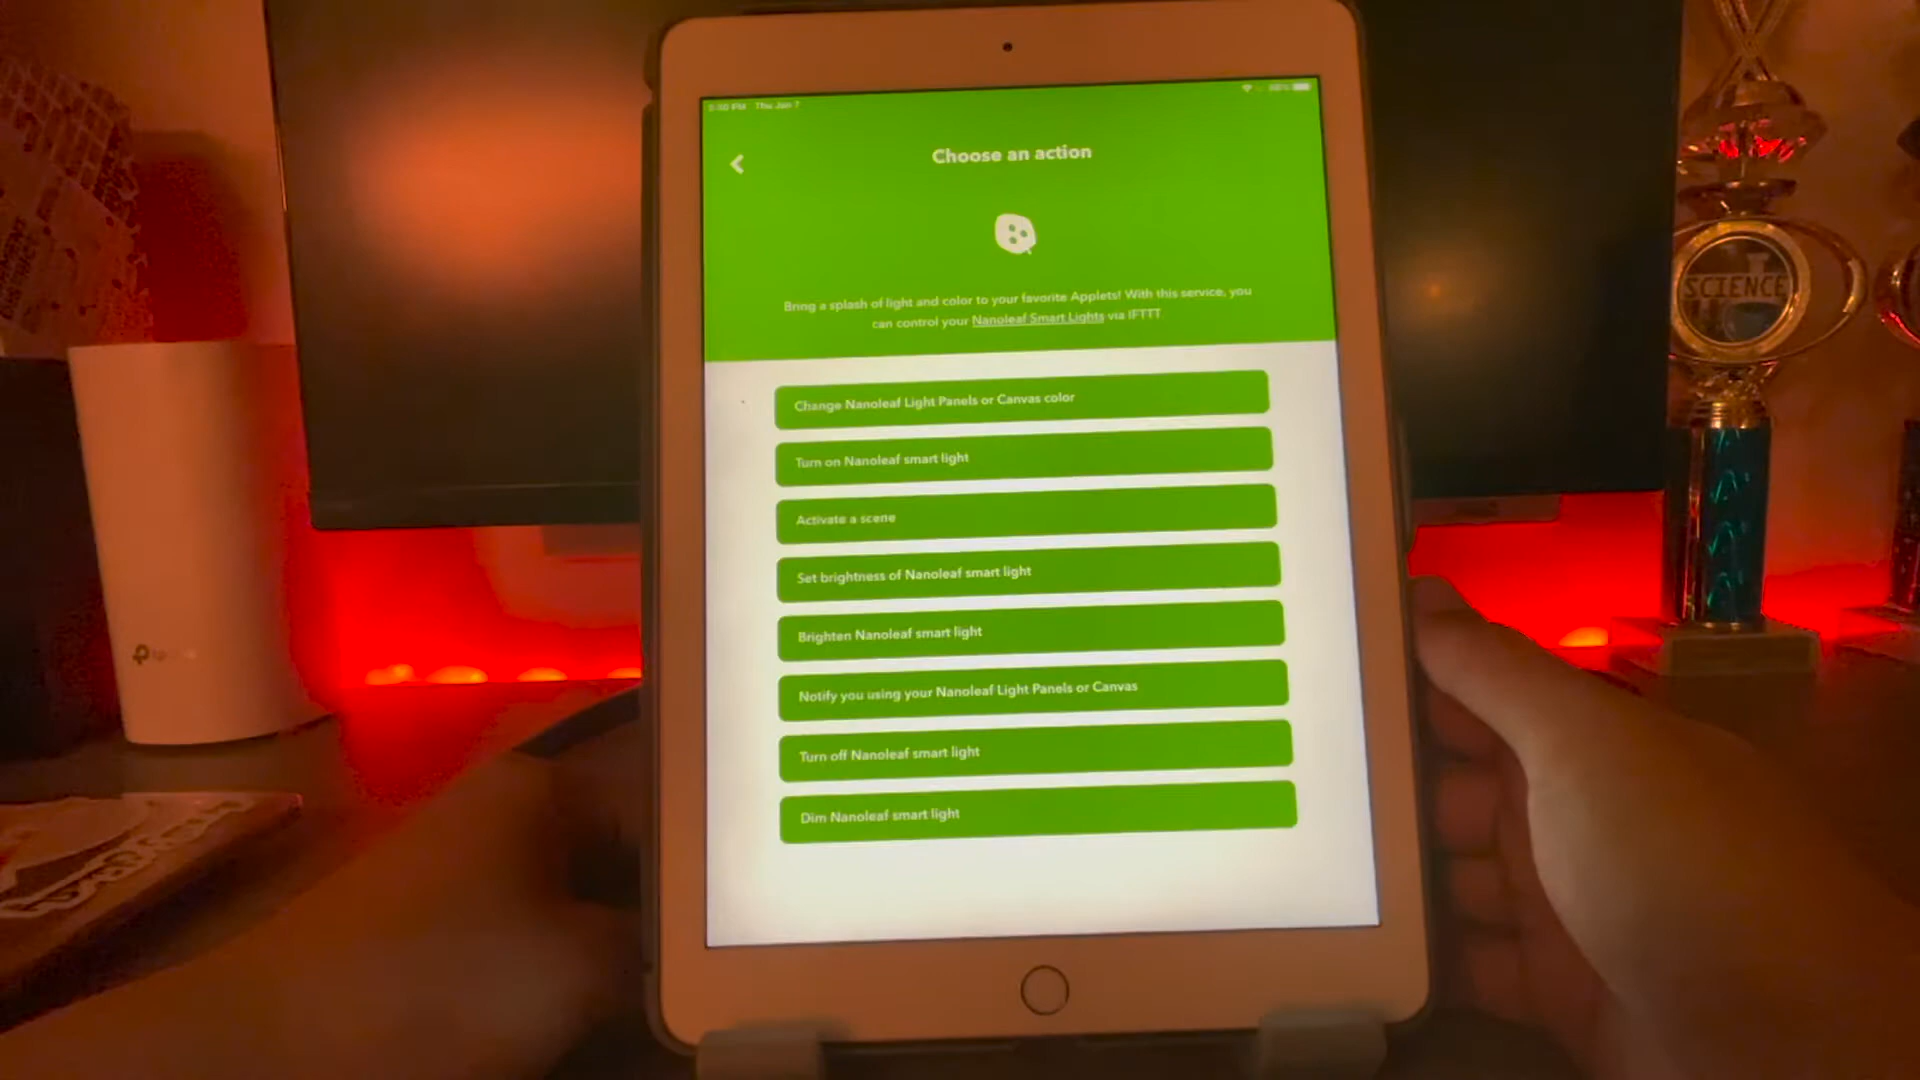 Thu Jan 7
Choose an action
Bring a splash of light and color to your favorite Applets! With this service, you
can control your Nanoleaf Smart Lights via IFTTT
Change Nanoleaf Light Panels or Canvas color
Turn on Nanoleaf smart light
Activate a scene
Set brightness of Nanoleaf smart light
Brighten Nanoleaf smart light
Notify you using your Nanoleaf Light Panels or Canvas
Turn off Nanoleaf smart light
Dim Nanoleaf smart light
SCIENCE